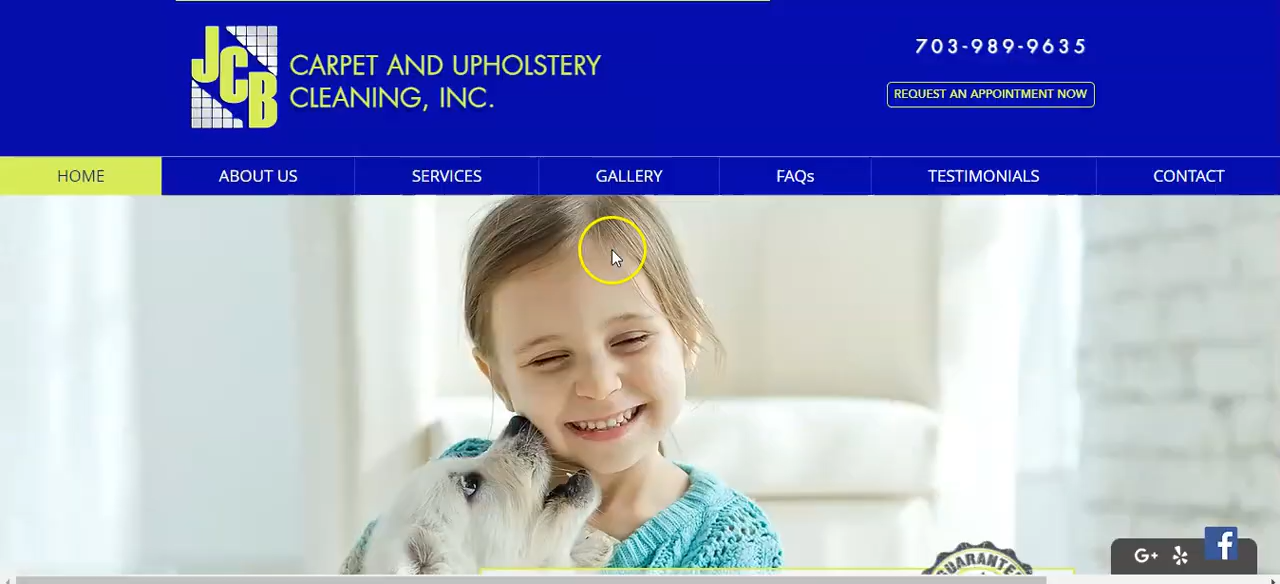 JCB
CARPET AND UPHOLSTERY
CLEANING, INC.
703-989-9635
REQUEST AN APPOINTMENT NOW
HOME
ABOUT US
SERVICES
GALLERY
FAQs
TESTIMONIALS
CONTACT
G+
f